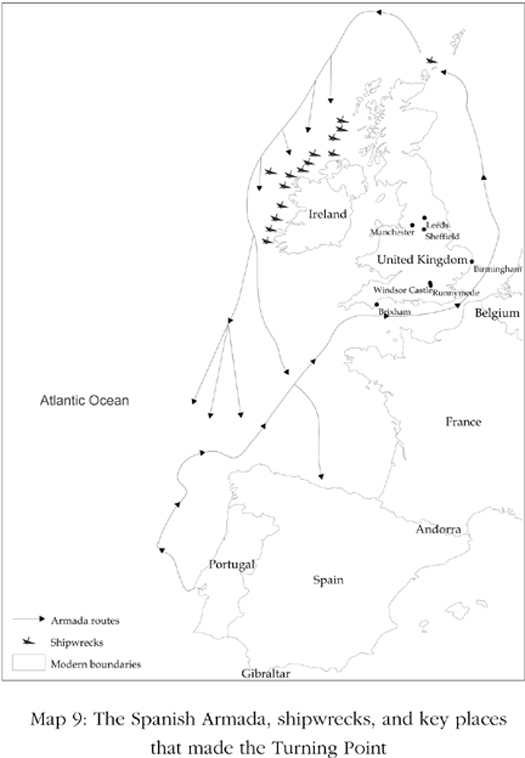 Ireland
Leeds
Manchester
Sheffield
United Kingdom
Birmingham
Windsor Castle
Runnymede
Brixham
Belgium
Atlantic Ocean
France
Andorra
Portugal
Spain
Armada routes
Shipwrecks
Modern boundaries
Gibraltar
Map 9: The Spanish Armada, shipwrecks, and key places
that made the Turning Point